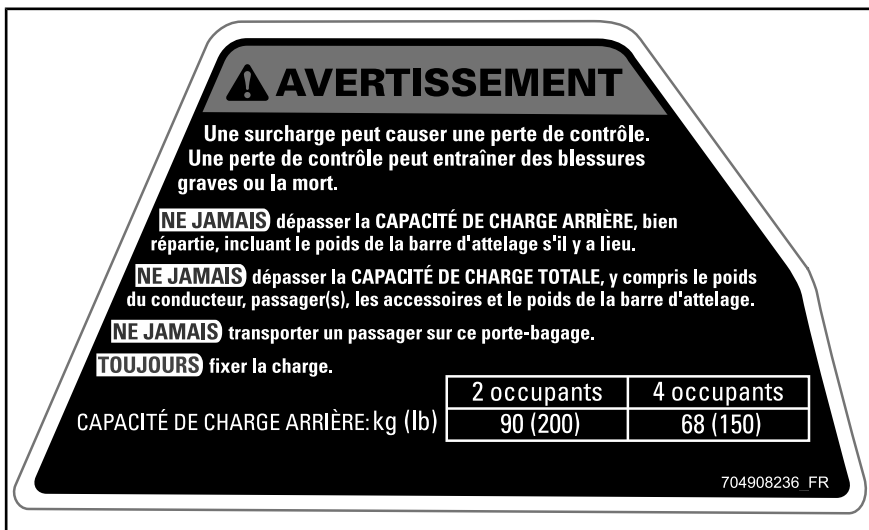 AVERTISSEMENT
Une surcharge peut causer une perte de contrôle.
Une perte de contrôle peut entraîner des blessures
graves ou la mort.
NE JAMAIS dépasser la CAPACITÉ DE CHARGE ARRIÈRE, bien
répartie, incluant le poids de la barre d'attelage s'il y a lieu.
NE JAMAIS dépasser la CAPACITÉ DE CHARGE TOTALE, y compris le poids
du conducteur, passager(s), les accessoires et le poids de la barre d'attelage.
NE JAMAIS transporter un passager sur ce porte-bagage.
TOUJOURS fixer la charge.
2 occupants 4 occupants
CAPACITÉ DE CHARGE ARRIÈRE: kg (lb) 90 (200) 68 (150)
704908236_FR